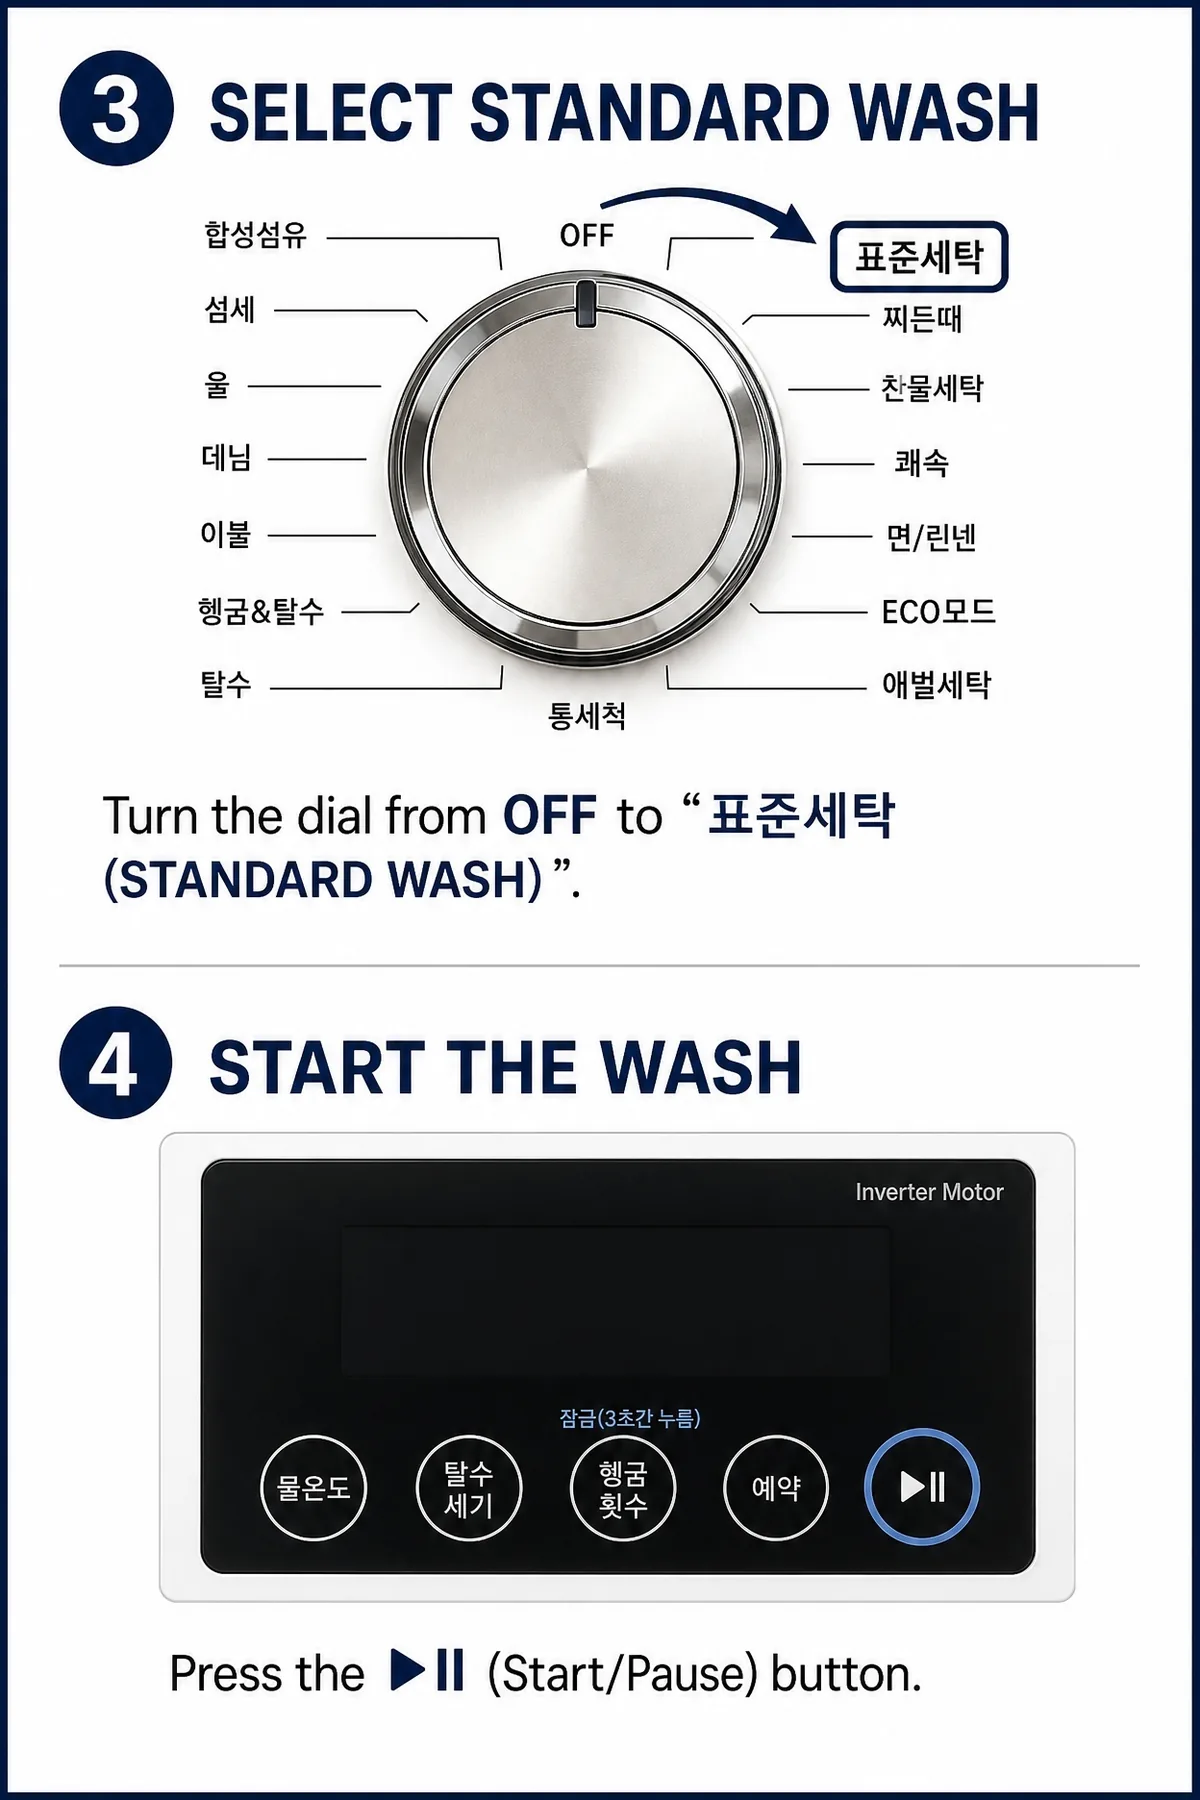 3 SELECT STANDARD WASH
OFF
합성섬유
표준세탁
섬세
찌든때
울
찬물세탁
데님
쾌속
이불
면/린넨
헹굼&탈수
ECO모드
탈수
애벌세탁
통세척
Turn the dial from OFF to “표준세탁
(STANDARD WASH)”.
4 START THE WASH
Inverter Motor
잠금(3초간 누름)
물온도
탈수
세기
헹굼
횟수
예약
▶II
Press the ▶II (Start/Pause) button.